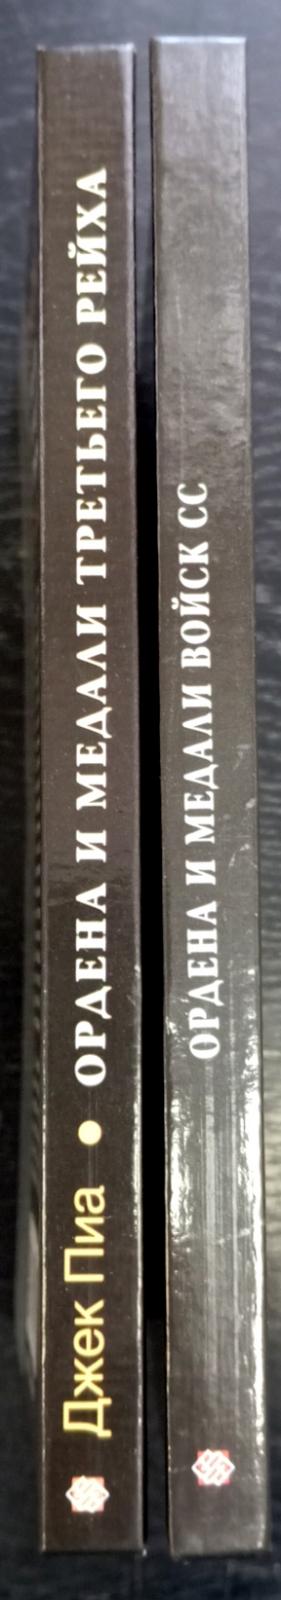 Джек Пиа • ОРДЕНА И МЕДАЛИ ТРЕТЬЕГО РЕЙХА
ОРДЕНА И МЕДАЛИ ВОЙСК СС